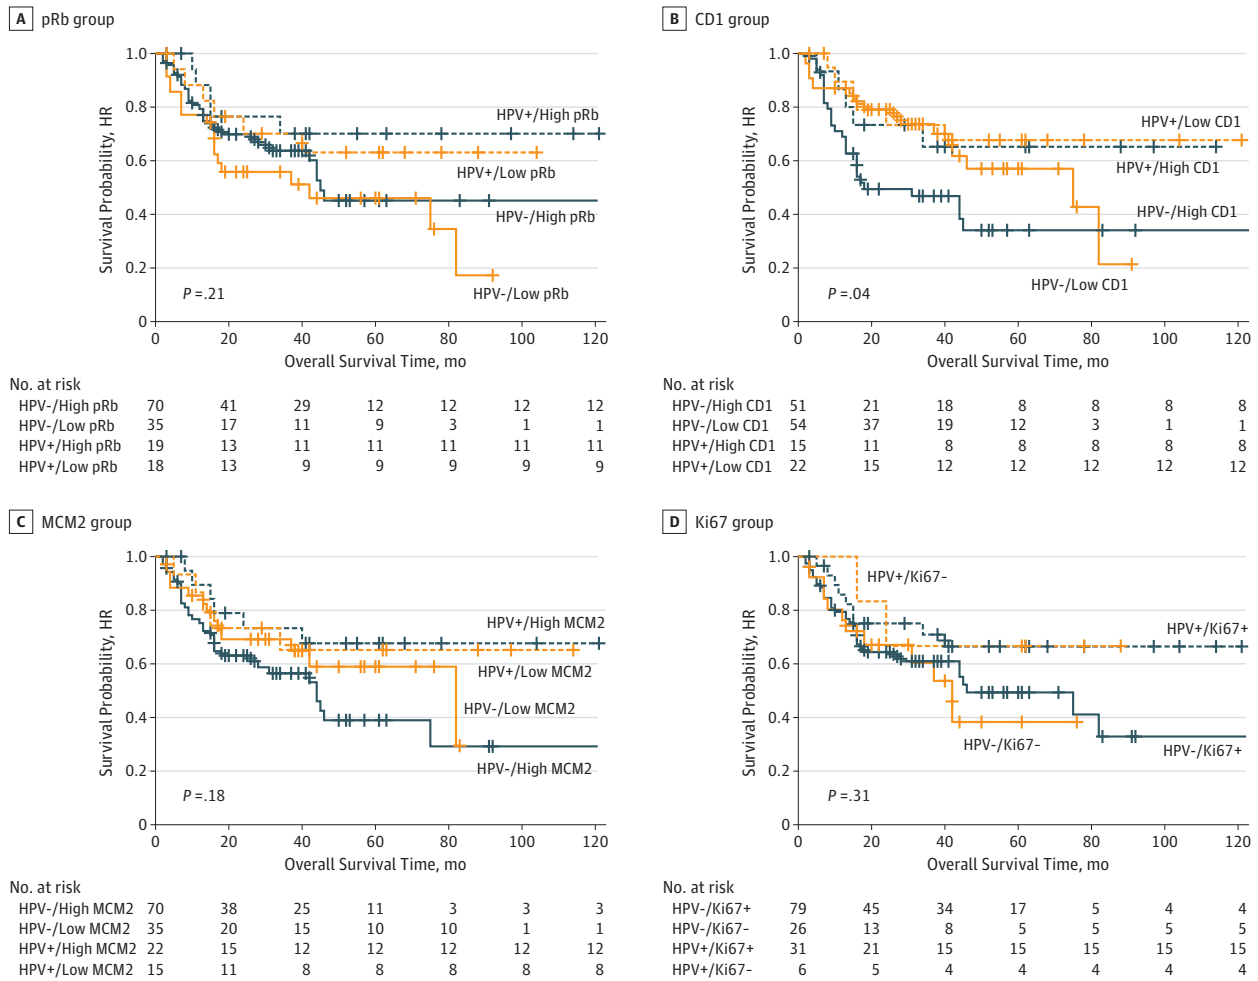 A pRb group
1.0
0.8
0.6
0.4
0.2
0
Survival Probability, HR
HPV+/High pRb
HPV+/Low pRb
HPV-/High pRb
HPV-/Low pRb
P =.21
0 20 40 60 80 100 120
Overall Survival Time, mo
No. at risk
HPV-/High pRb 70 41 29 12 12 12 12
HPV-/Low pRb 35 17 11 9 3 1 1
HPV+/High pRb 19 13 11 11 11 11 11
HPV+/Low pRb 18 13 9 9 9 9 9
B CD1 group
1.0
0.8
0.6
0.4
0.2
0
Survival Probability, HR
HPV+/Low CD1
HPV+/High CD1
HPV-/High CD1
HPV-/Low CD1
P =.04
0 20 40 60 80 100 120
Overall Survival Time, mo
No. at risk
HPV-/High CD1 51 21 18 8 8 8 8
HPV-/Low CD1 54 37 19 12 3 1 1
HPV+/High CD1 15 11 8 8 8 8 8
HPV+/Low CD1 22 15 12 12 12 12 12
C MCM2 group
1.0
0.8
0.6
0.4
0.2
0
Survival Probability, HR
HPV+/High MCM2
HPV+/Low MCM2
HPV-/Low MCM2
HPV-/High MCM2
P =.18
0 20 40 60 80 100 120
Overall Survival Time, mo
No. at risk
HPV-/High MCM2 70 38 25 11 3 3 3
HPV-/Low MCM2 35 20 15 10 10 1 1
HPV+/High MCM2 22 15 12 12 12 12 12
HPV+/Low MCM2 15 11 8 8 8 8 8
D Ki67 group
1.0
0.8
0.6
0.4
0.2
0
Survival Probability, HR
HPV+/Ki67-
HPV+/Ki67+
HPV-/Ki67-
HPV-/Ki67+
P =.31
0 20 40 60 80 100 120
Overall Survival Time, mo
No. at risk
HPV-/Ki67+ 79 45 34 17 5 4 4
HPV-/Ki67- 26 13 8 5 5 5 5
HPV+/Ki67+ 31 21 15 15 15 15 15
HPV+/Ki67- 6 5 4 4 4 4 4